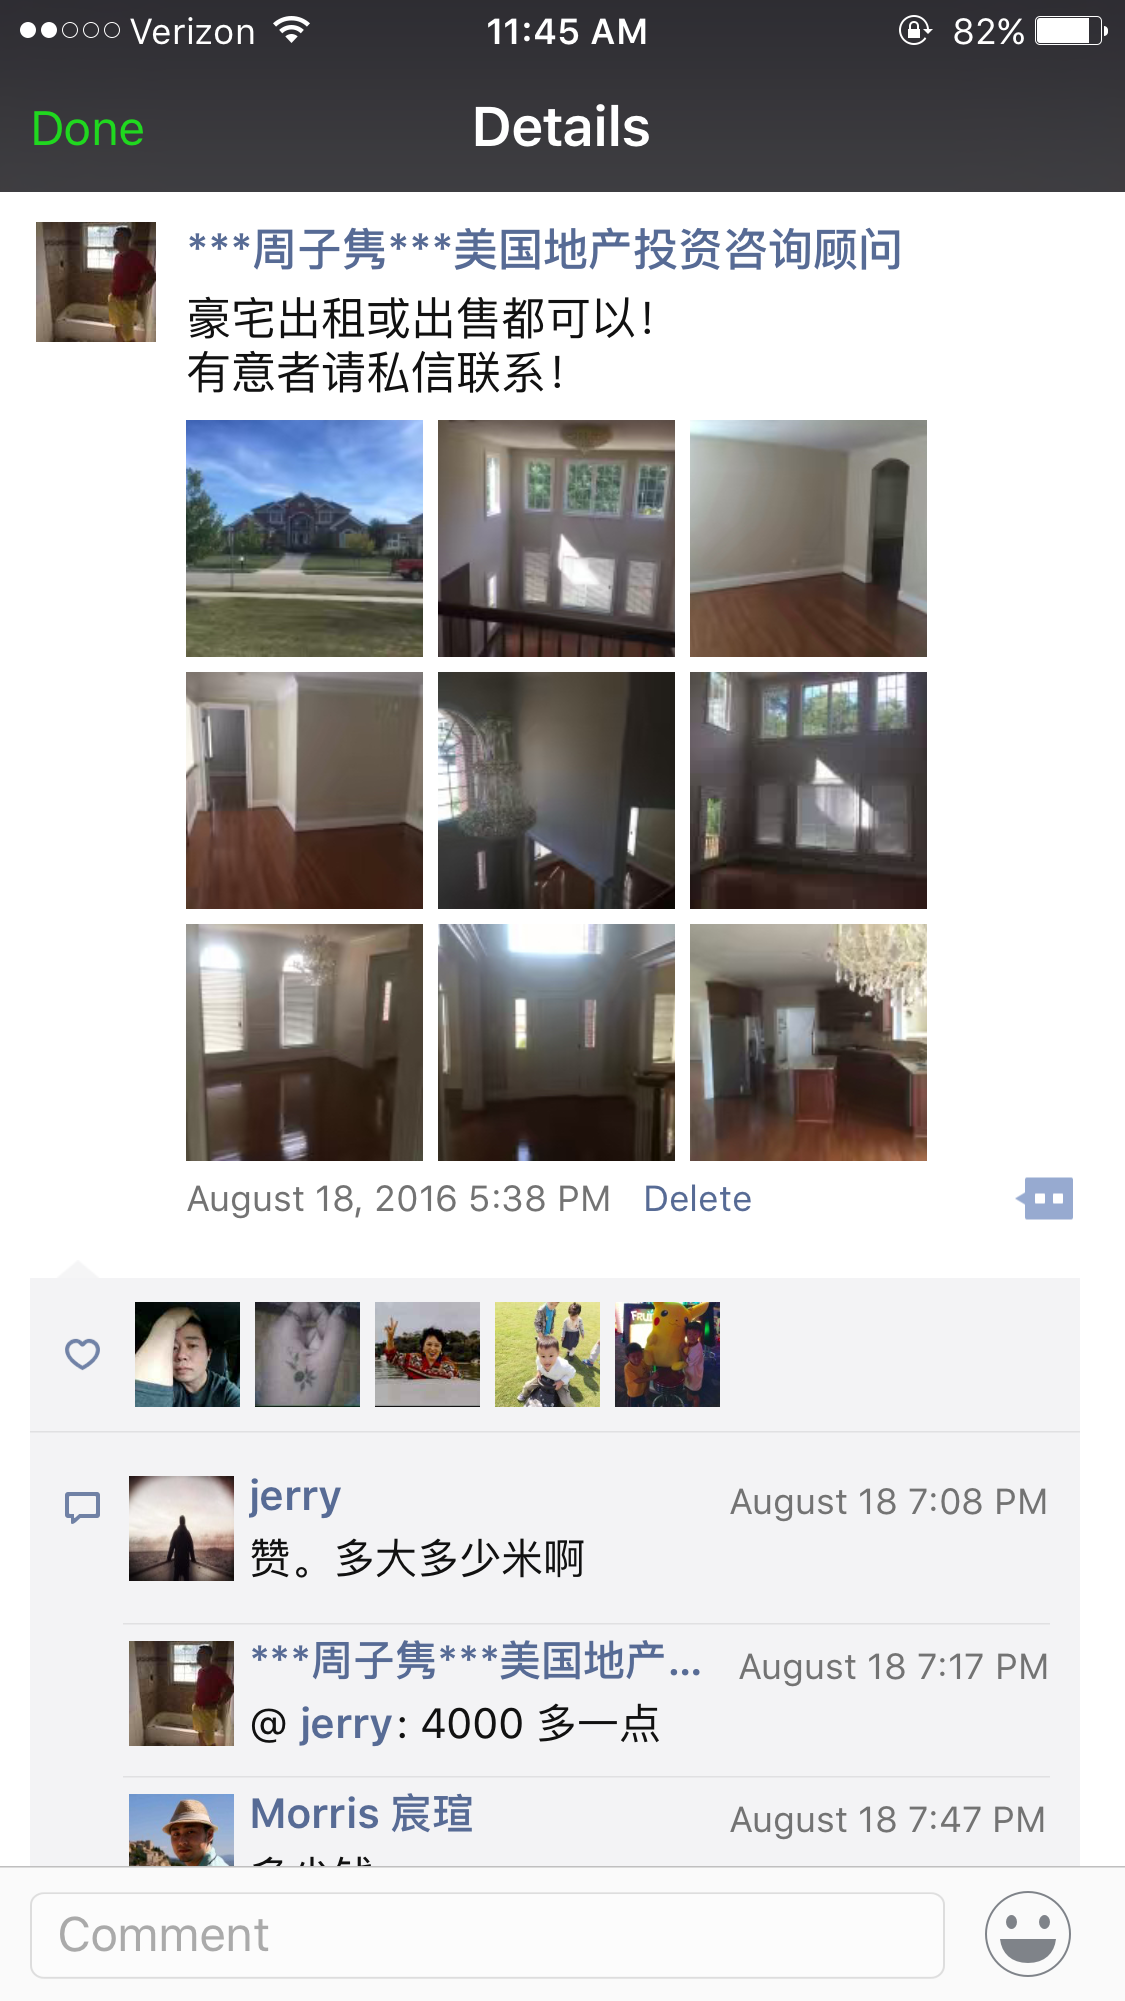 Verizon 11:45 AM 82%
Done Details
***周子隽***美国地产投资咨询顾问
豪宅出租或出售都可以！
有意者请私信联系！
August 18, 2016 5:38 PM Delete
jerry August 18 7:08 PM
赞。多大多少米啊
***周子隽***美国地产... August 18 7:17 PM
@ jerry: 4000 多一点
Morris 宸瑄 August 18 7:47 PM
Comment